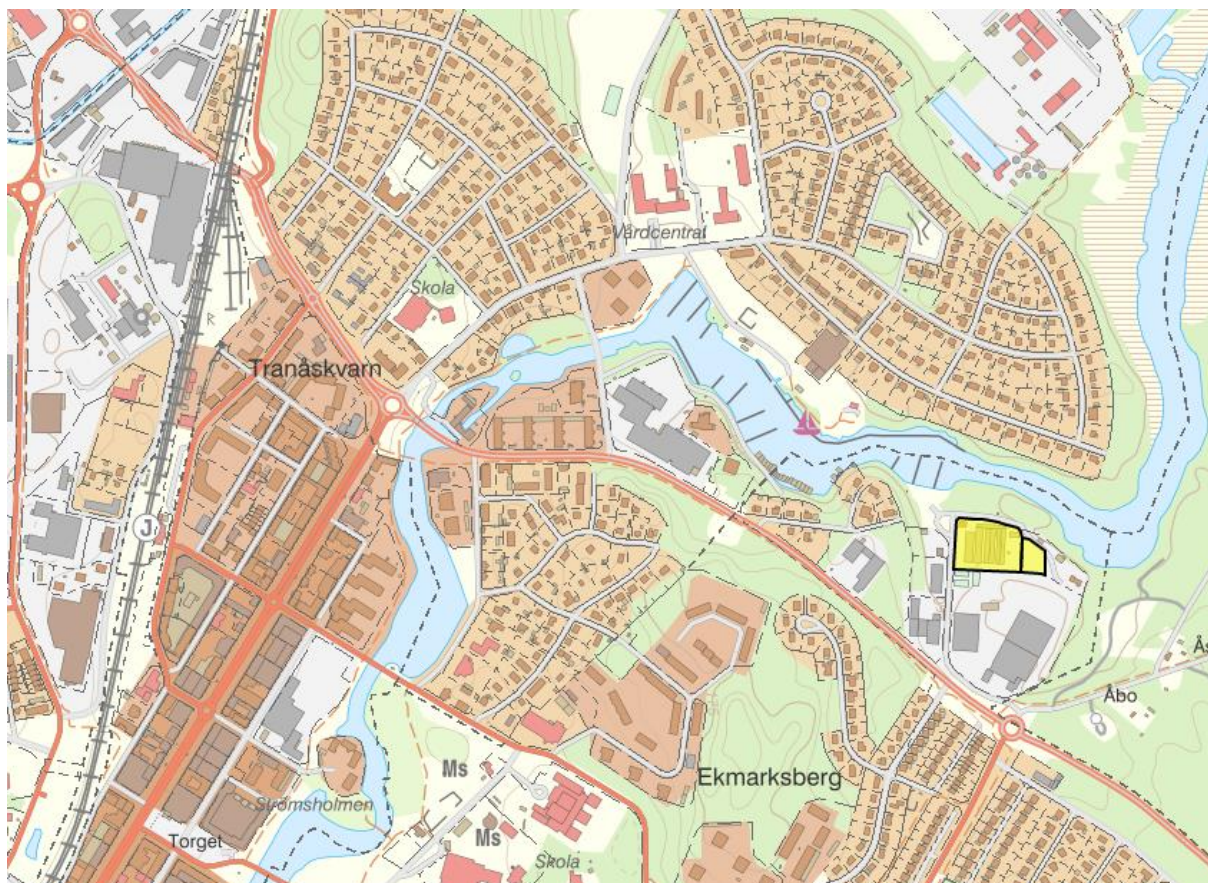 Vårdcentral
Skola
Tranåskvarn
J
Åbo
Ekmarksberg
Ms
Strömsholmen
Torget
Ms
Skola